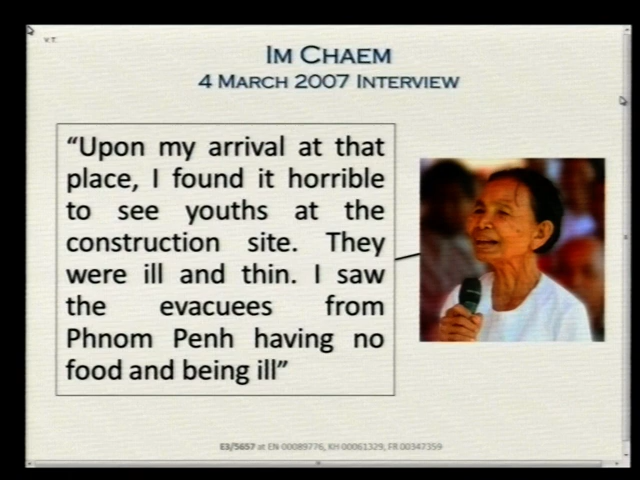 V.T.
IM CHAEM
4 MARCH 2007 INTERVIEW
“Upon my arrival at that
place, I found it horrible
to see youths at the
construction site. They
were ill and thin. I saw
the evacuees from
Phnom Penh having no
food and being ill”
E3/5657 at EN 00089776, KH 00061329, FR 00347359